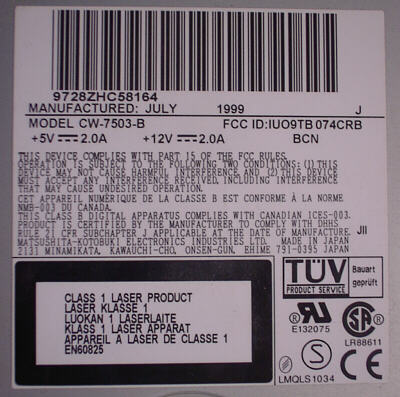 9728ZHC58164
MANUFACTURED: JULY 1999 J
MODEL CW-7503-B FCC ID:IUO9TB 074CRB
+5V 2.0A +12V 2.0A BCN
THIS DEVICE COMPLIES WITH PART 15 OF THE FCC RULES.
OPERATION IS SUBJECT TO THE FOLLOWING TWO CONDITIONS: (1) THIS
DEVICE MAY NOT CAUSE HARMFUL INTERFERENCE AND (2) THIS DEVICE
MUST ACCEPT ANY INTERFERENCE RECEIVED, INCLUDING INTERFERENCE
THAT MAY CAUSE UNDESIRED OPERATION.
CET APPAREIL NUMÉRIQUE DE LA CLASSE B EST CONFORME À LA NORME
NMB-003 DU CANADA.
THIS CLASS B DIGITAL APPARATUS COMPLIES WITH CANADIAN ICES-003.
PRODUCT IS CERTIFIED BY THE MANUFACTURER TO COMPLY WITH DHHS
RULE 21 CFR SUBCHAPTER J APPLICABLE AT THE DATE OF MANUFACTURE. JII
MATSUSHITA-KOTOBUKI ELECTRONICS INDUSTRIES LTD. MADE IN JAPAN
2131 MINAMIKATA, KAWAUCHI-CHO, ONSEN-GUN, EHIME 791-0395 JAPAN
CLASS 1 LASER PRODUCT
LASER KLASSE 1
LUOKAN 1 LASERLAITE
KLASS 1 LASER APPARAT
APPAREIL A LASER DE CLASSE 1
EN60825
TÜV
PRODUCT SERVICE
Bauart
geprüft
E132075
LR88611
S
LMQLS1034